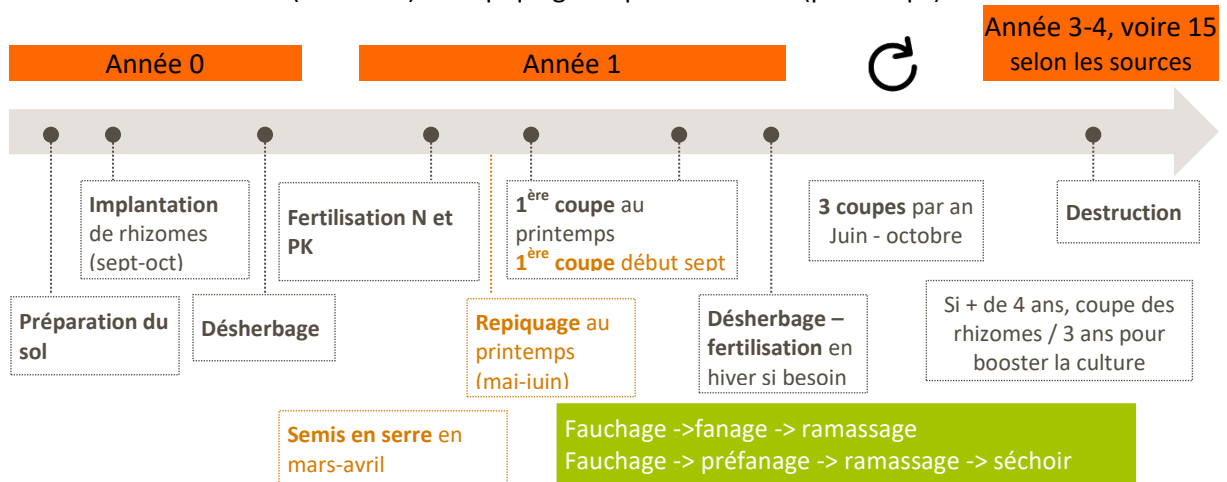 Année 0
Année 1
Année 3-4, voire 15
selon les sources
Implantation
de rhizomes
(sept-oct)
Fertilisation N et
PK
1ère coupe au
printemps
1ère coupe début sept
3 coupes par an
Juin - octobre
Destruction
Préparation du
sol
Désherbage
Repiquage au
printemps
(mai-juin)
Désherbage –
fertilisation en
hiver si besoin
Si + de 4 ans, coupe des
rhizomes / 3 ans pour
booster la culture
Semis en serre en
mars-avril
Fauchage ->fanage -> ramassage
Fauchage -> préfanage -> ramassage -> séchoir